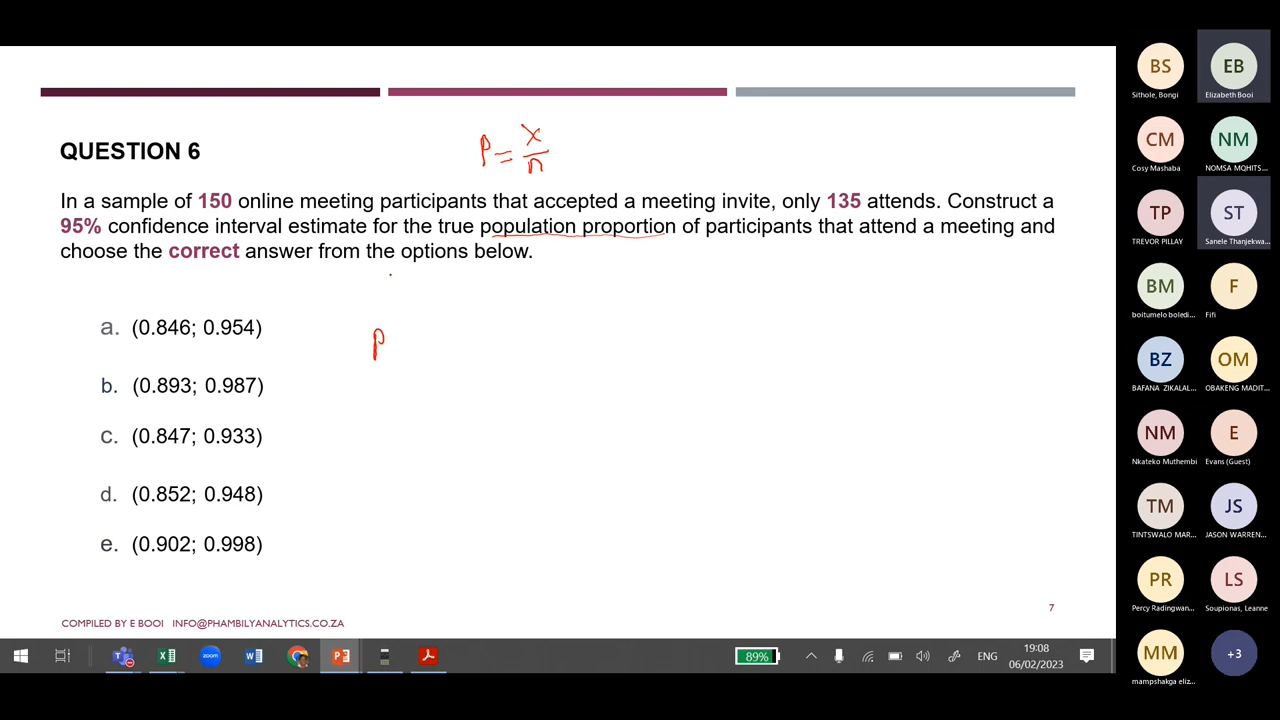 P = x/n
QUESTION 6
In a sample of 150 online meeting participants that accepted a meeting invite, only 135 attends. Construct a
95% confidence interval estimate for the true population proportion of participants that attend a meeting and
choose the correct answer from the options below.
a. (0.846; 0.954)
P
b. (0.893; 0.987)
c. (0.847; 0.933)
d. (0.852; 0.948)
e. (0.902; 0.998)
7
COMPILED BY E BOOI INFO@PHAMBILYANALYTICS.CO.ZA
zoom
89%
ENG
19:08
06/02/2023
BS
EB
Sithole, Bongi
Elizabeth Booi
CM
NM
Cosy Mashaba
NOMSA MQHITS...
TP
ST
TREVOR PILLAY
Sanele Thanjekwa...
BM
F
boitumelo boledi...
Fifi
BZ
OM
BAFANA ZIKALAL...
OBAKENG MADIT...
NM
E
Nkateko Muthembi
Evans (Guest)
TM
JS
TINTSWALO MAR...
JASON WARREN...
PR
LS
Percy Radingwan...
Soupionas, Leanne
MM
+3
mampshakga eliz...